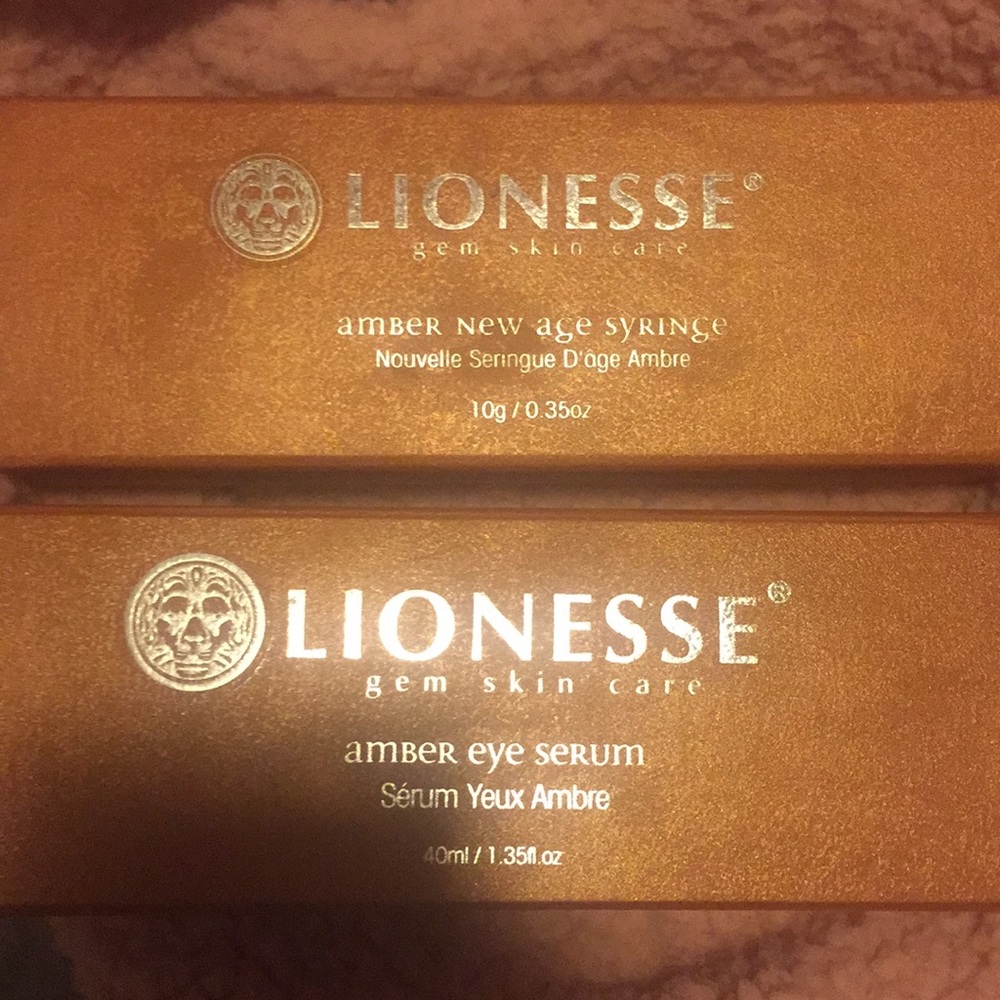 LIONESSE®
gem skin care
amber new age syringe
Nouvelle Seringue D'âge Ambre
10g / 0.35oz
LIONESSE®
gem skin care
amber eye serum
Sérum Yeux Ambre
40ml / 1.35fl.oz